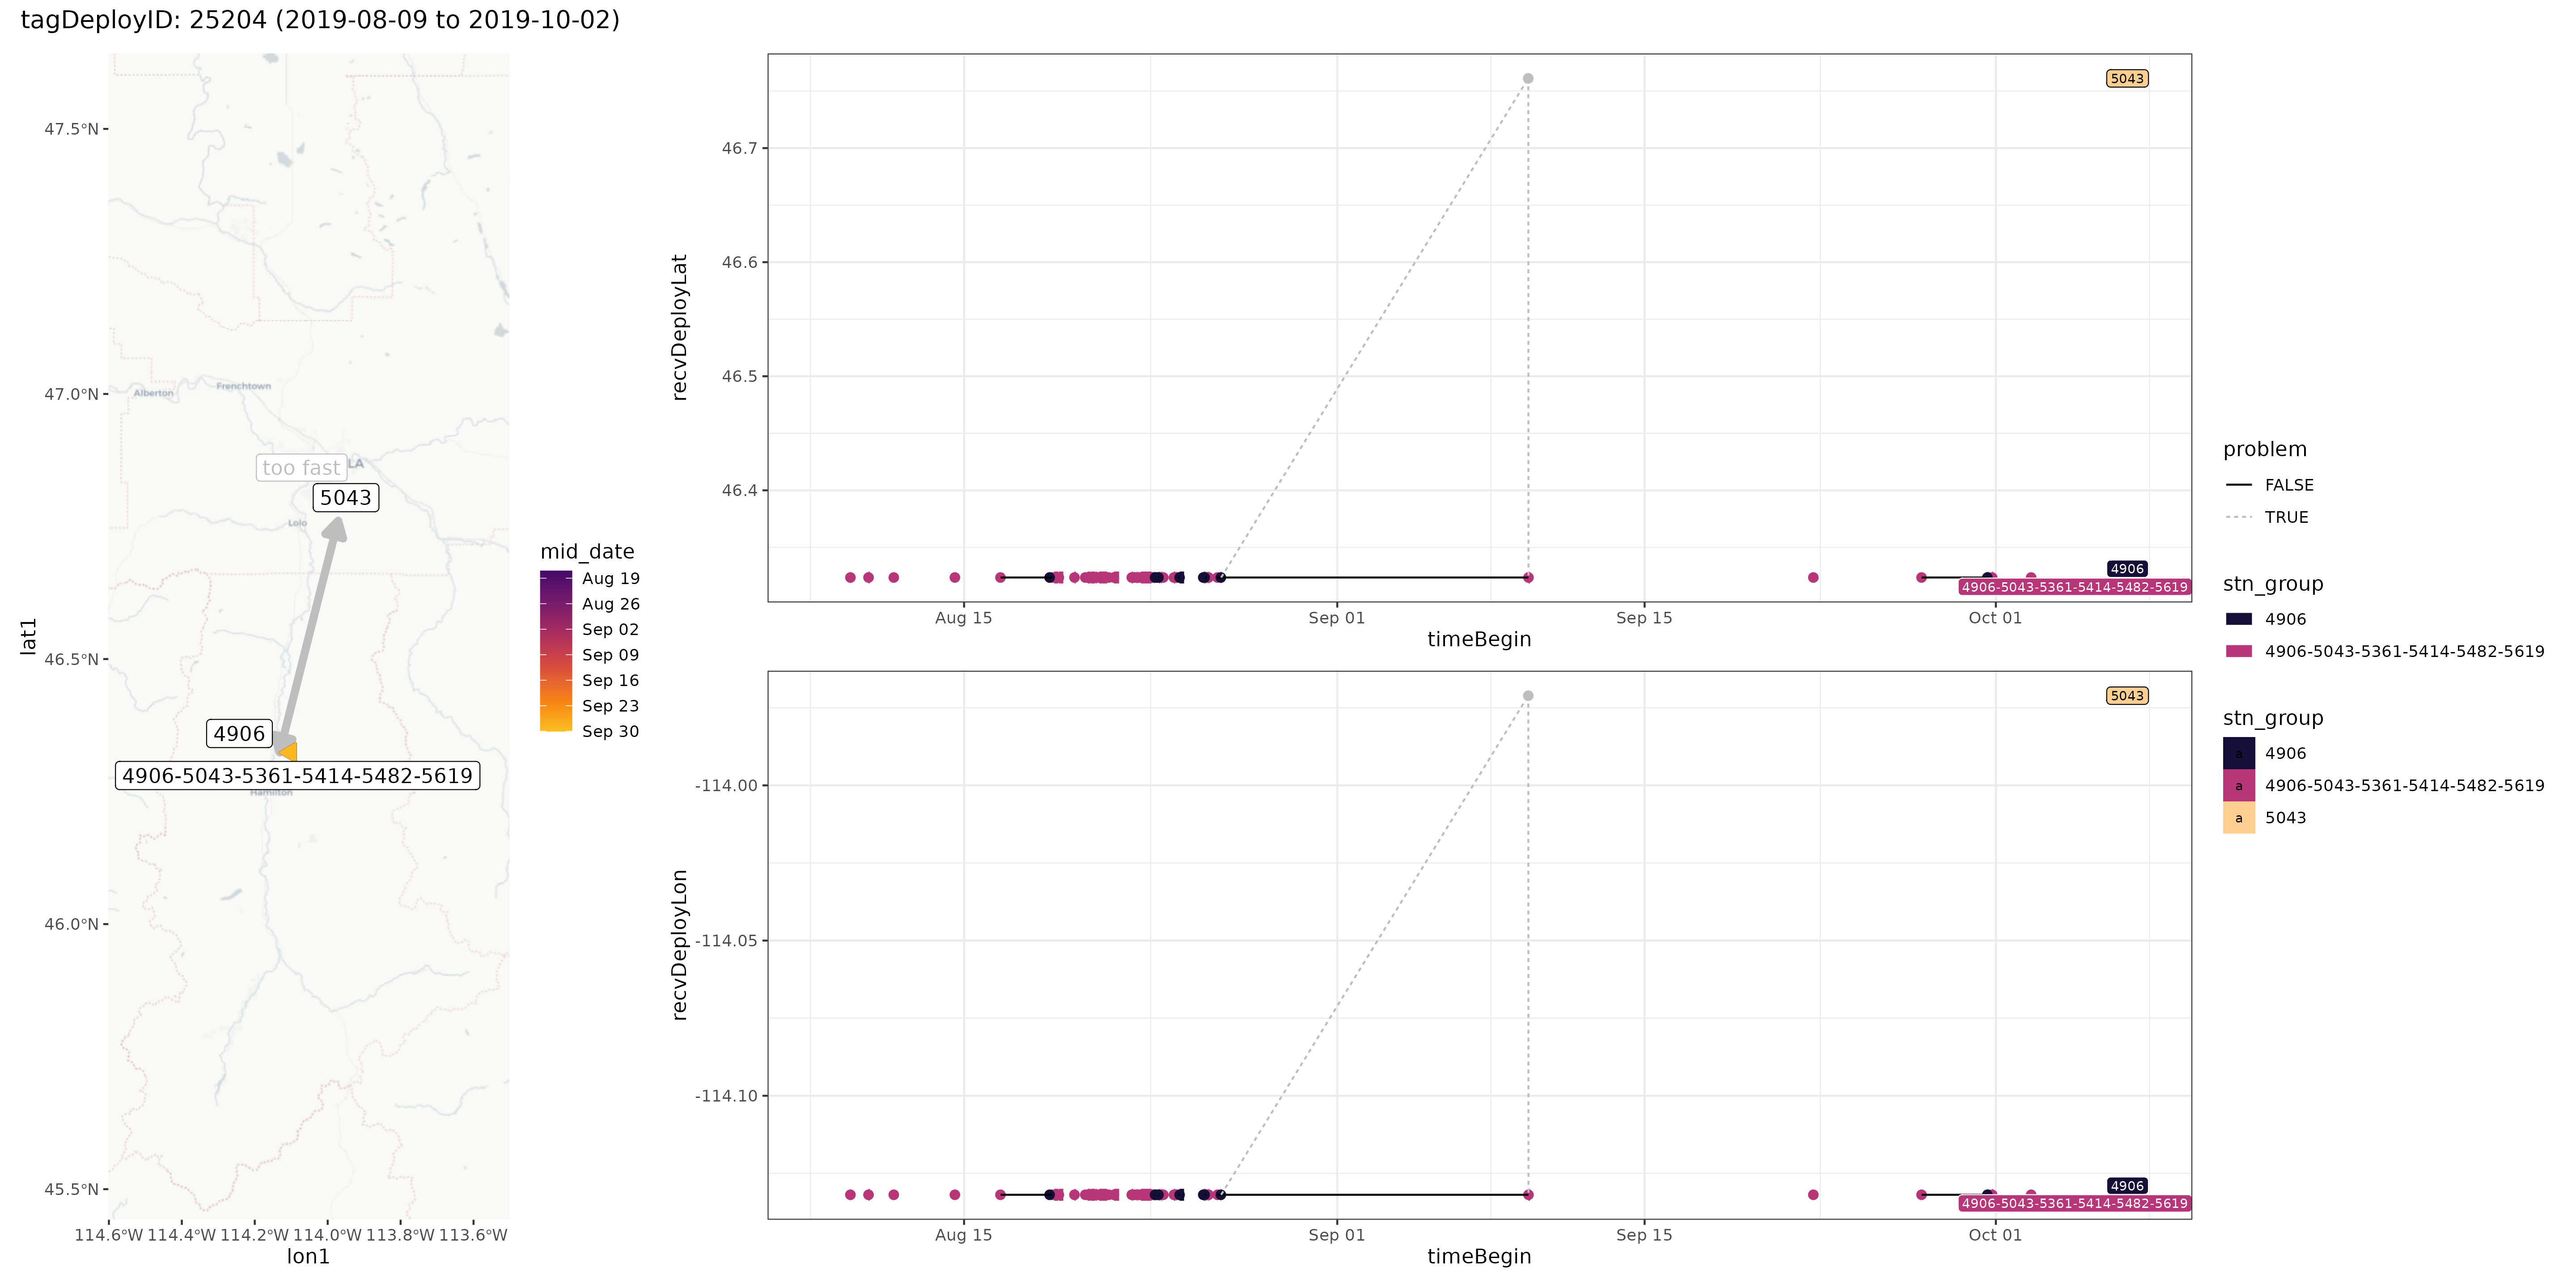 tagDeployID: 25204 (2019-08-09 to 2019-10-02)
47.5°N
47.0°N
46.5°N
46.0°N
45.5°N
lat1
114.6°W 114.4°W 114.2°W 114.0°W 113.8°W 113.6°W
lon1
Alberton
Frenchtown
too fast
LA
5043
Lolo
4906
4906-5043-5361-5414-5482-5619
Hamilton
mid_date
Aug 19
Aug 26
Sep 02
Sep 09
Sep 16
Sep 23
Sep 30
recvDeployLat
46.7
46.6
46.5
46.4
5043
4906
4906-5043-5361-5414-5482-5619
Aug 15
Sep 01
Sep 15
Oct 01
timeBegin
recvDeployLon
-114.00
-114.05
-114.10
5043
4906
4906-5043-5361-5414-5482-5619
Aug 15
Sep 01
Sep 15
Oct 01
timeBegin
problem
FALSE
TRUE
stn_group
4906
4906-5043-5361-5414-5482-5619
stn_group
a 4906
a 4906-5043-5361-5414-5482-5619
a 5043